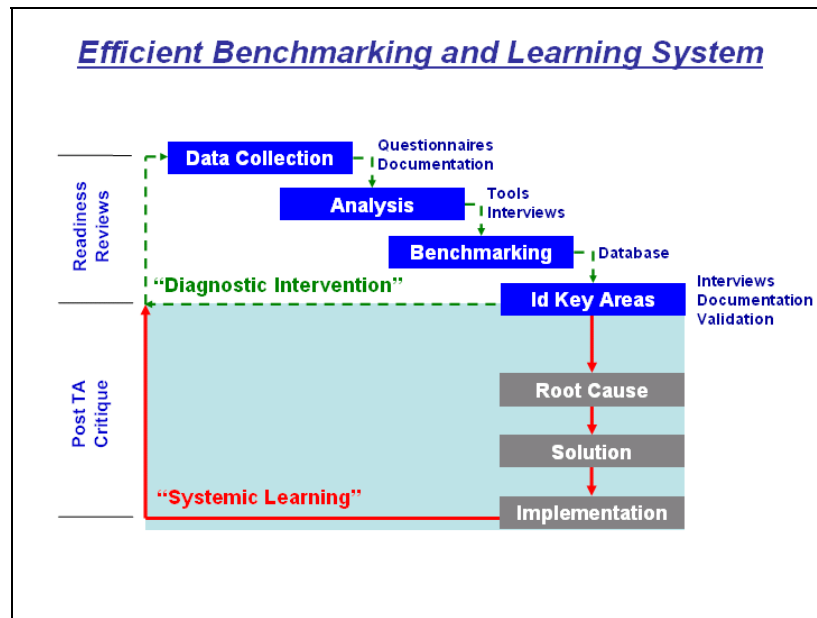 Efficient Benchmarking and Learning System
Data Collection
Questionnaires
Documentation
Analysis
Tools
Interviews
Benchmarking
Database
Readiness
Reviews
“Diagnostic Intervention”
Id Key Areas
Interviews
Documentation
Validation
Post TA
Critique
Root Cause
Solution
“Systemic Learning”
Implementation